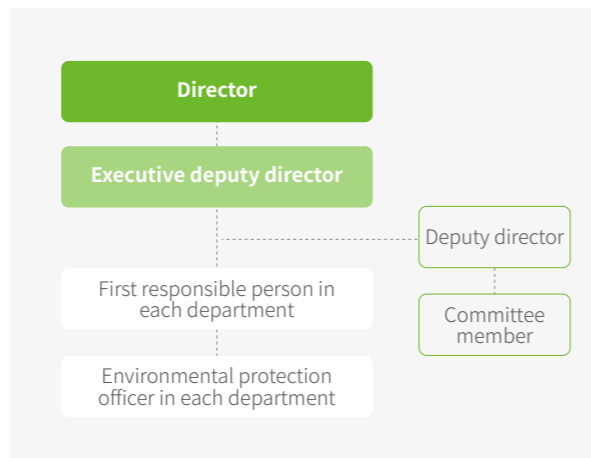 Director
Executive deputy director
Deputy director
First responsible person in
each department
Committee
member
Environmental protection
officer in each department